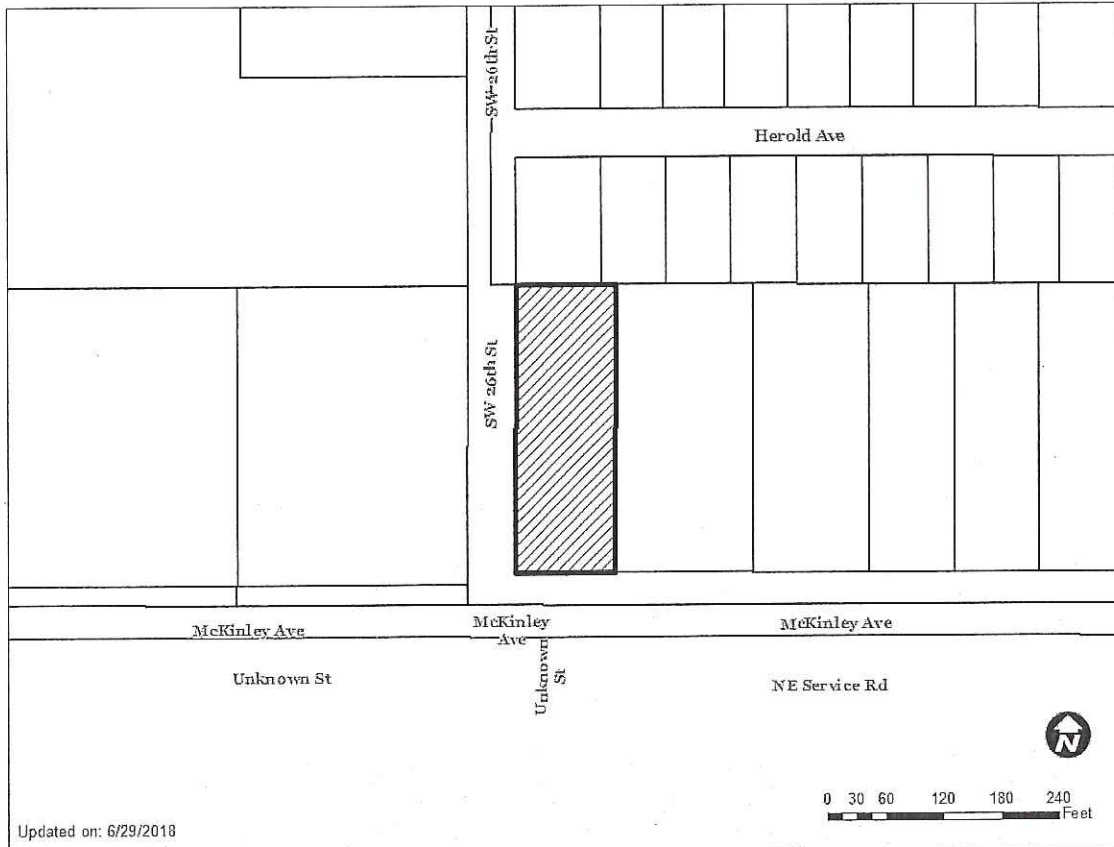 SW 26th St
Herold Ave
SW 26th St
McKinley Ave
McKinley
Ave
McKinley Ave
Unknown St
Unknown
St
NE Service Rd
N
0 30 60 120 180 240
Feet
Updated on: 6/29/2018